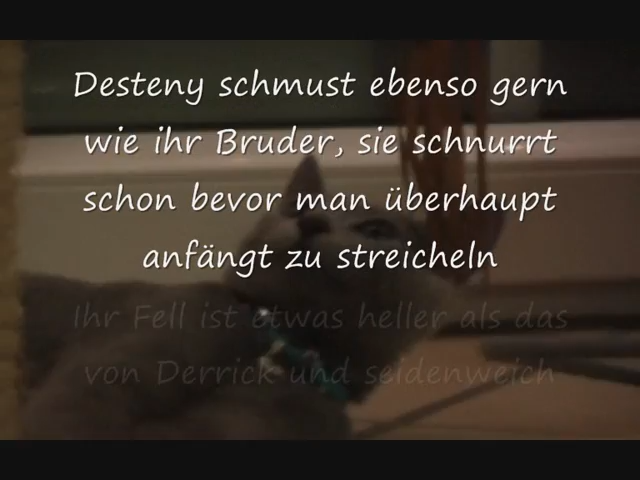 Desteny schmust ebenso gern
wie ihr Bruder, sie schnurrt
schon bevor man überhaupt
anfängt zu streicheln
Ihr Fell ist etwas heller als das
von Derrick und seidenweich